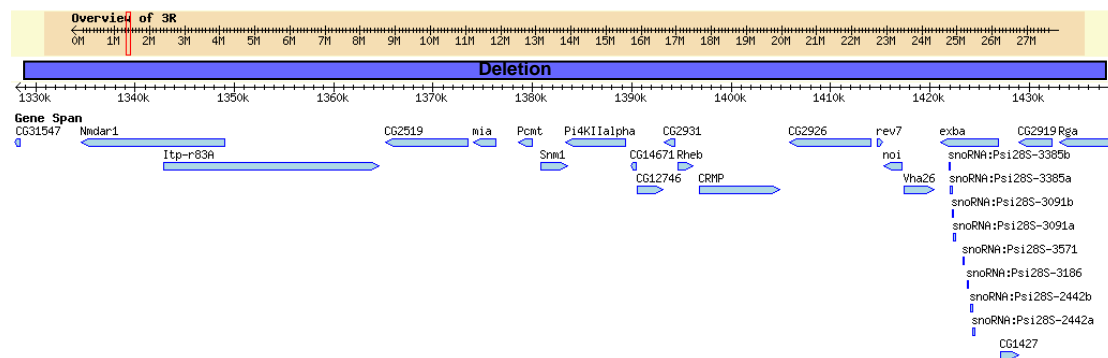 Overview of 3R
0M 1M 2M 3M 4M 5M 6M 7M 8M 9M 10M 11M 12M 13M 14M 15M 16M 17M 18M 19M 20M 21M 22M 23M 24M 25M 26M 27M
Deletion
1330k 1340k 1350k 1360k 1370k 1380k 1390k 1400k 1410k 1420k 1430k
Gene Span
CG31547 Nmdar1 CG2519 mia Pcmt Pi4KIIalpha CG2931 CG2926 rev7 exba CG2919 Rga
Itp-r83A Snm1 CG14671 Rheb noi snoRNA:Psi28S-3385b
CG12746 CRMP Vha26 snoRNA:Psi28S-3385a
snoRNA:Psi28S-3091b
snoRNA:Psi28S-3091a
snoRNA:Psi28S-3571
snoRNA:Psi28S-3186
snoRNA:Psi28S-2442b
snoRNA:Psi28S-2442a
CG1427